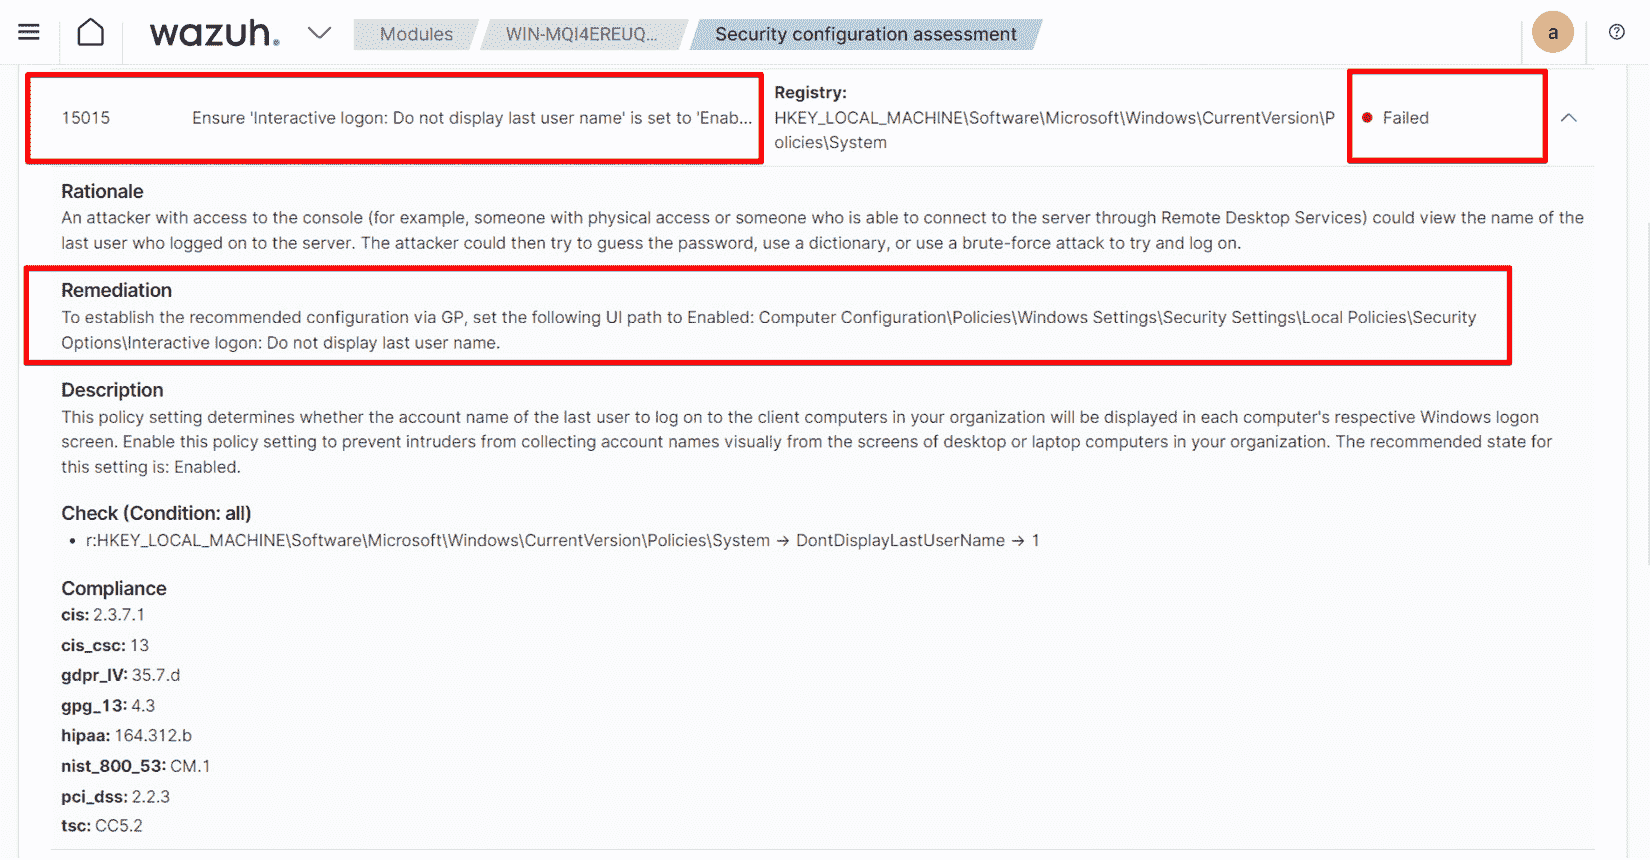 wazuh. Modules WIN-MQI4EREUQ... Security configuration assessment a
15015 Ensure 'Interactive logon: Do not display last user name' is set to 'Enab...
Registry:
HKEY_LOCAL_MACHINE\Software\Microsoft\Windows\CurrentVersion\P
olicies\System
Failed
Rationale
An attacker with access to the console (for example, someone with physical access or someone who is able to connect to the server through Remote Desktop Services) could view the name of the
last user who logged on to the server. The attacker could then try to guess the password, use a dictionary, or use a brute-force attack to try and log on.
Remediation
To establish the recommended configuration via GP, set the following UI path to Enabled: Computer Configuration\Policies\Windows Settings\Security Settings\Local Policies\Security
Options\Interactive logon: Do not display last user name.
Description
This policy setting determines whether the account name of the last user to log on to the client computers in your organization will be displayed in each computer's respective Windows logon
screen. Enable this policy setting to prevent intruders from collecting account names visually from the screens of desktop or laptop computers in your organization. The recommended state for
this setting is: Enabled.
Check (Condition: all)
• r:HKEY_LOCAL_MACHINE\Software\Microsoft\Windows\CurrentVersion\Policies\System → DontDisplayLastUserName → 1
Compliance
cis: 2.3.7.1
cis_csc: 13
gdpr_IV: 35.7.d
gpg_13: 4.3
hipaa: 164.312.b
nist_800_53: CM.1
pci_dss: 2.2.3
tsc: CC5.2